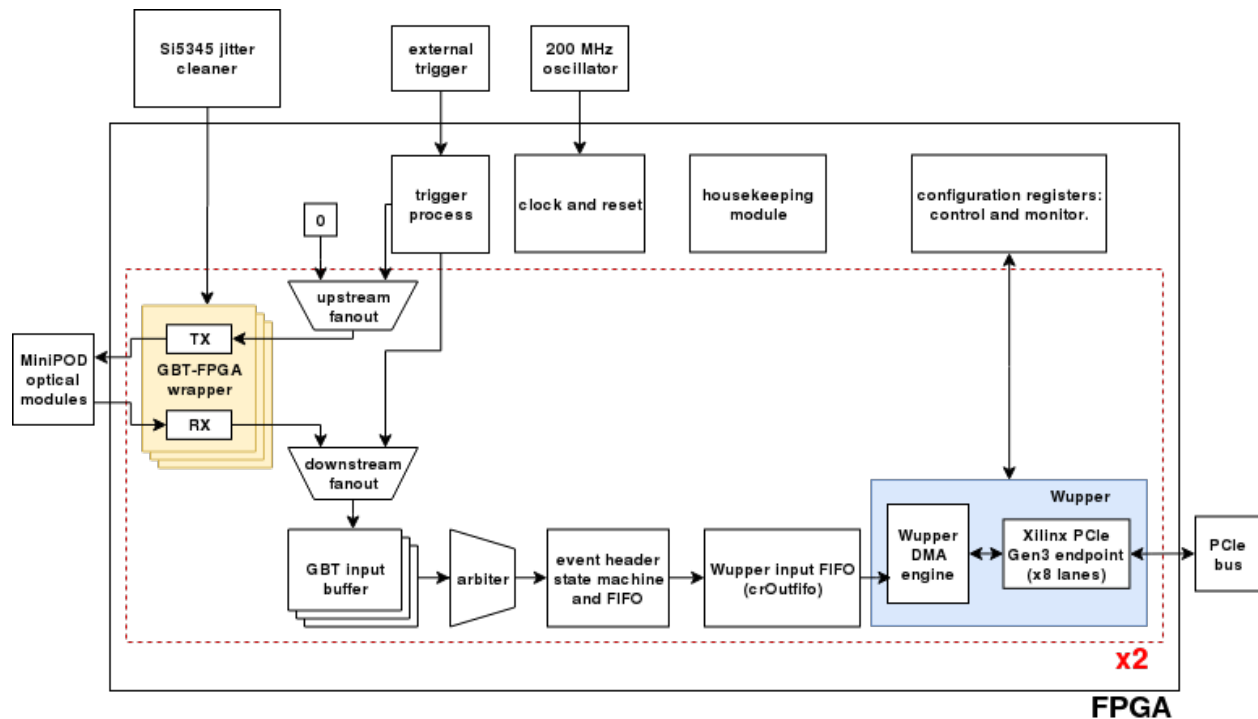 Si5345 jitter
cleaner
external
trigger
200 MHz
oscillator
trigger
process
clock and reset
housekeeping
module
configuration registers:
control and monitor.
0
upstream
fanout
TX
GBT-FPGA
wrapper
RX
MiniPOD
optical
modules
downstream
fanout
GBT input
buffer
arbiter
event header
state machine
and FIFO
Wupper input FIFO
(crOutfifo)
Wupper
Wupper
DMA
engine
Xilinx PCIe
Gen3 endpoint
(x8 lanes)
PCIe
bus
x2
FPGA